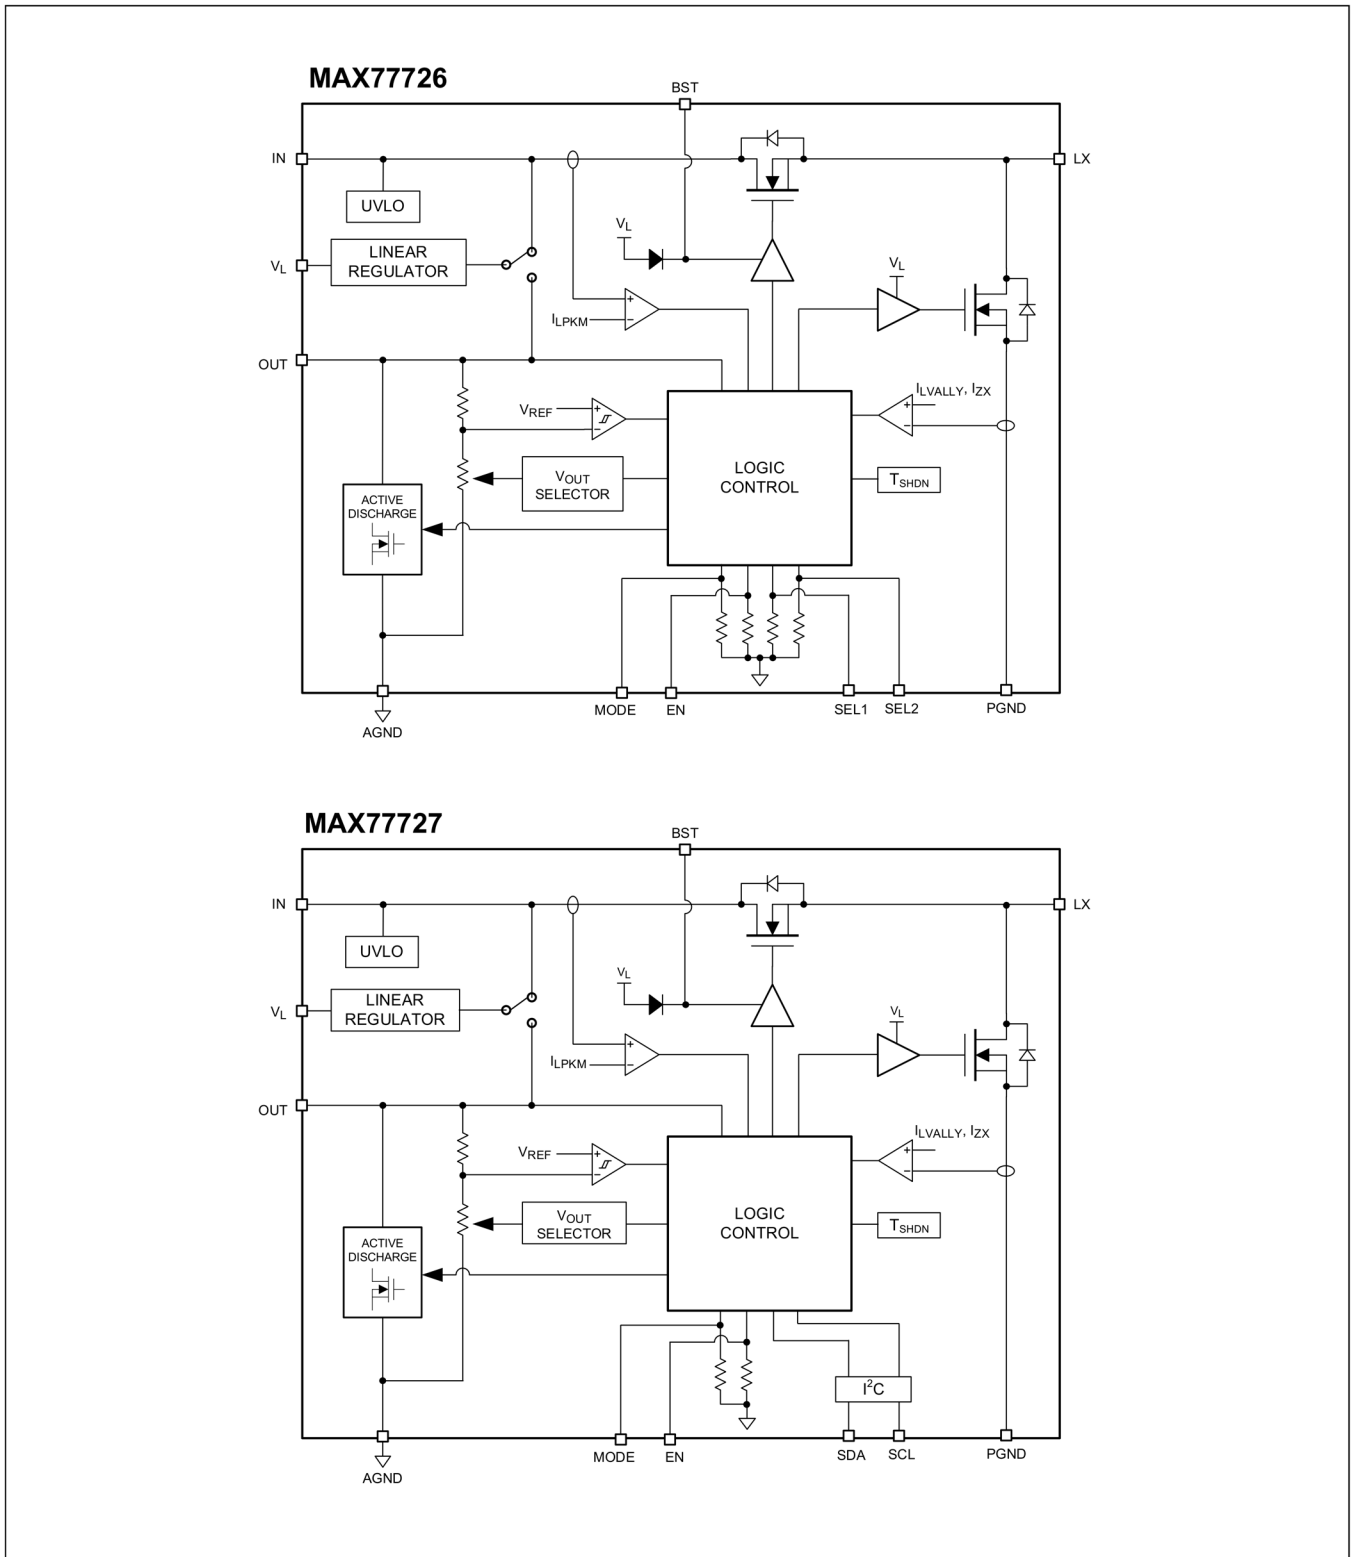 MAX77726
BST
IN
LX
UVLO
VL
LINEAR
REGULATOR
VL
VL
ILPKM
OUT
ILVALLY, IZX
VREF
LOGIC
CONTROL
VOUT
SELECTOR
TSHDN
ACTIVE
DISCHARGE
MODE
EN
SEL1
SEL2
PGND
AGND
MAX77727
BST
IN
LX
UVLO
VL
LINEAR
REGULATOR
VL
VL
ILPKM
OUT
ILVALLY, IZX
VREF
LOGIC
CONTROL
VOUT
SELECTOR
TSHDN
ACTIVE
DISCHARGE
I²C
MODE
EN
SDA
SCL
PGND
AGND